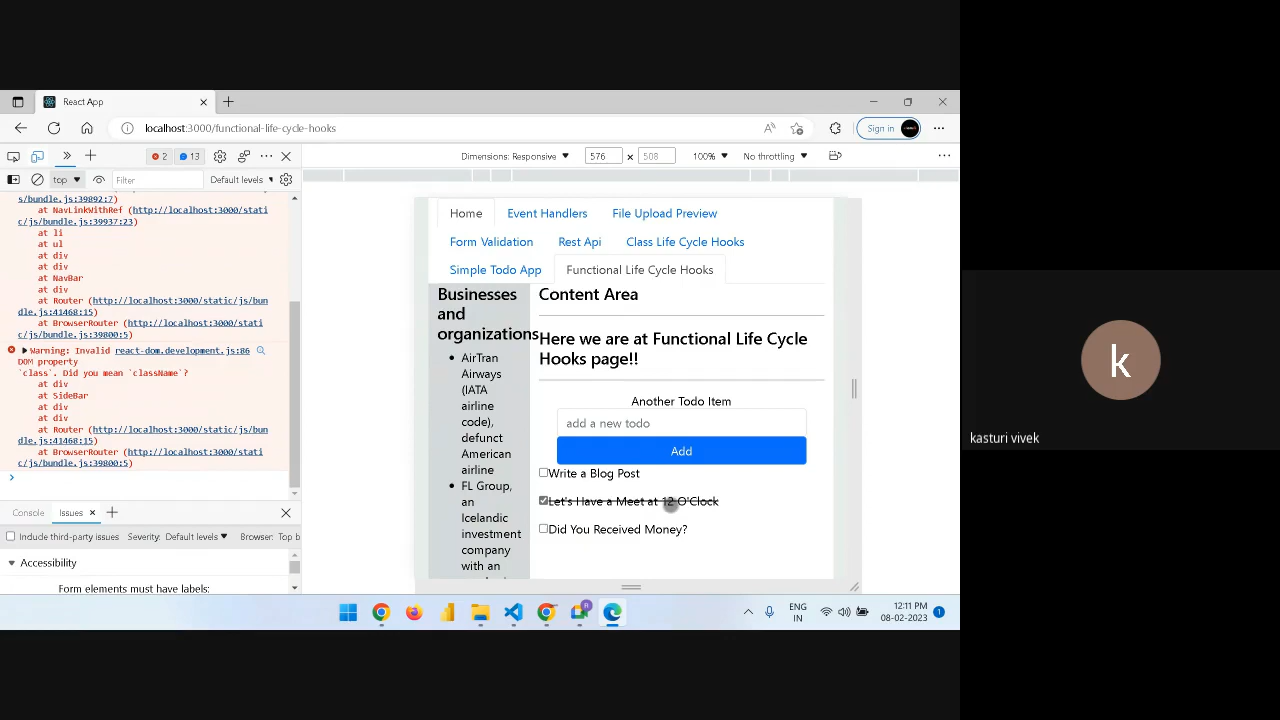 React App
localhost:3000/functional-life-cycle-hooks
Sign in
2
13
Dimensions: Responsive
576
x
508
100%
No throttling
top
Filter
Default levels
s/bundle.js:39892:7)
at NavLinkWithRef (http://localhost:3000/stati
c/js/bundle.js:39937:23)
at li
at ul
at div
at div
at NavBar
at div
at Router (http://localhost:3000/static/js/bun
dle.js:41468:15)
at BrowserRouter (http://localhost:3000/stati
c/js/bundle.js:39800:5)
Warning: Invalid react-dom.development.js:86
DOM property
`class`. Did you mean `className`?
at div
at SideBar
at div
at div
at Router (http://localhost:3000/static/js/bun
dle.js:41468:15)
at BrowserRouter (http://localhost:3000/stati
c/js/bundle.js:39800:5)
Console
Issues
Include third-party issues
Severity: Default levels
Browser: Top b
Accessibility
Form elements must have labels:
Home
Event Handlers
File Upload Preview
Form Validation
Rest Api
Class Life Cycle Hooks
Simple Todo App
Functional Life Cycle Hooks
Businesses
and
organizations
AirTran
Airways
(IATA
airline
code),
defunct
American
airline
FL Group,
an
Icelandic
investment
company
with an
Content Area
Here we are at Functional Life Cycle
Hooks page!!
Another Todo Item
add a new todo
Add
Write a Blog Post
Let's Have a Meet at 12 O'Clock
Did You Received Money?
k
kasturi vivek
ENG
IN
12:11 PM
08-02-2023
1